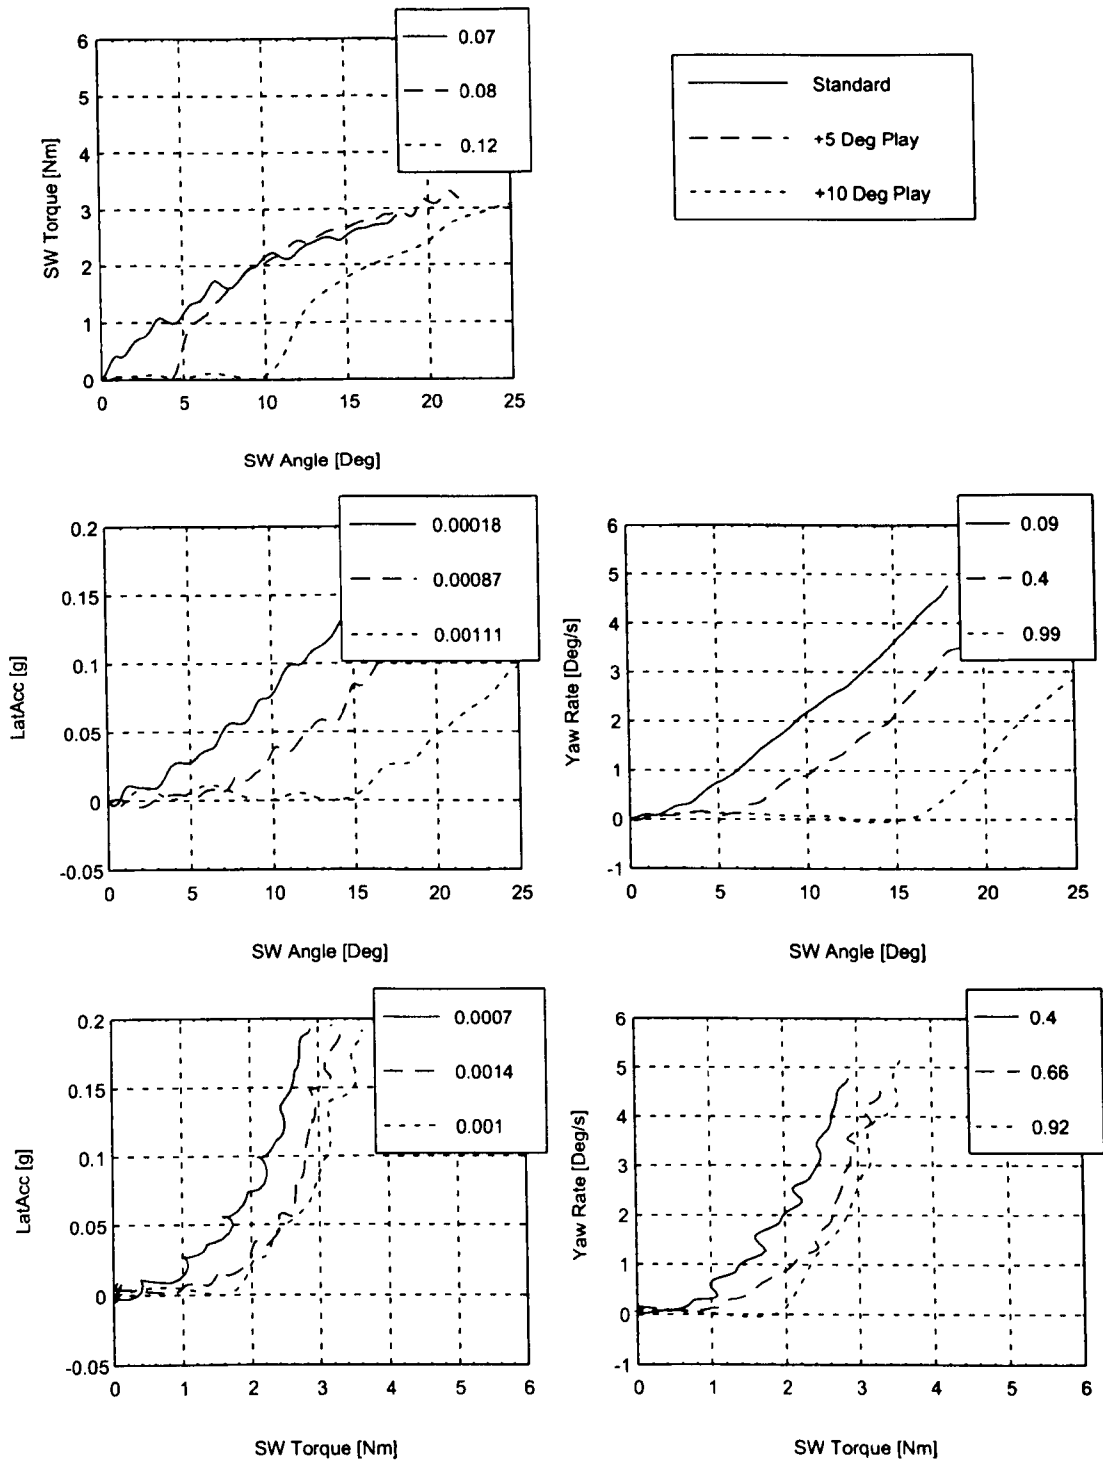 0.07
0.08
0.12
6
5
4
3
2
1
0
SW Torque [Nm]
0 5 10 15 20 25
SW Angle [Deg]
Standard
+5 Deg Play
+10 Deg Play
0.00018
0.00087
0.00111
0.2
0.15
0.1
0.05
0
-0.05
LatAcc [g]
0 5 10 15 20 25
SW Angle [Deg]
0.09
0.4
0.99
6
5
4
3
2
1
0
-1
Yaw Rate [Deg/s]
0 5 10 15 20 25
SW Angle [Deg]
0.0007
0.0014
0.001
0.2
0.15
0.1
0.05
0
-0.05
LatAcc [g]
0 1 2 3 4 5 6
SW Torque [Nm]
0.4
0.66
0.92
6
5
4
3
2
1
0
-1
Yaw Rate [Deg/s]
0 1 2 3 4 5 6
SW Torque [Nm]